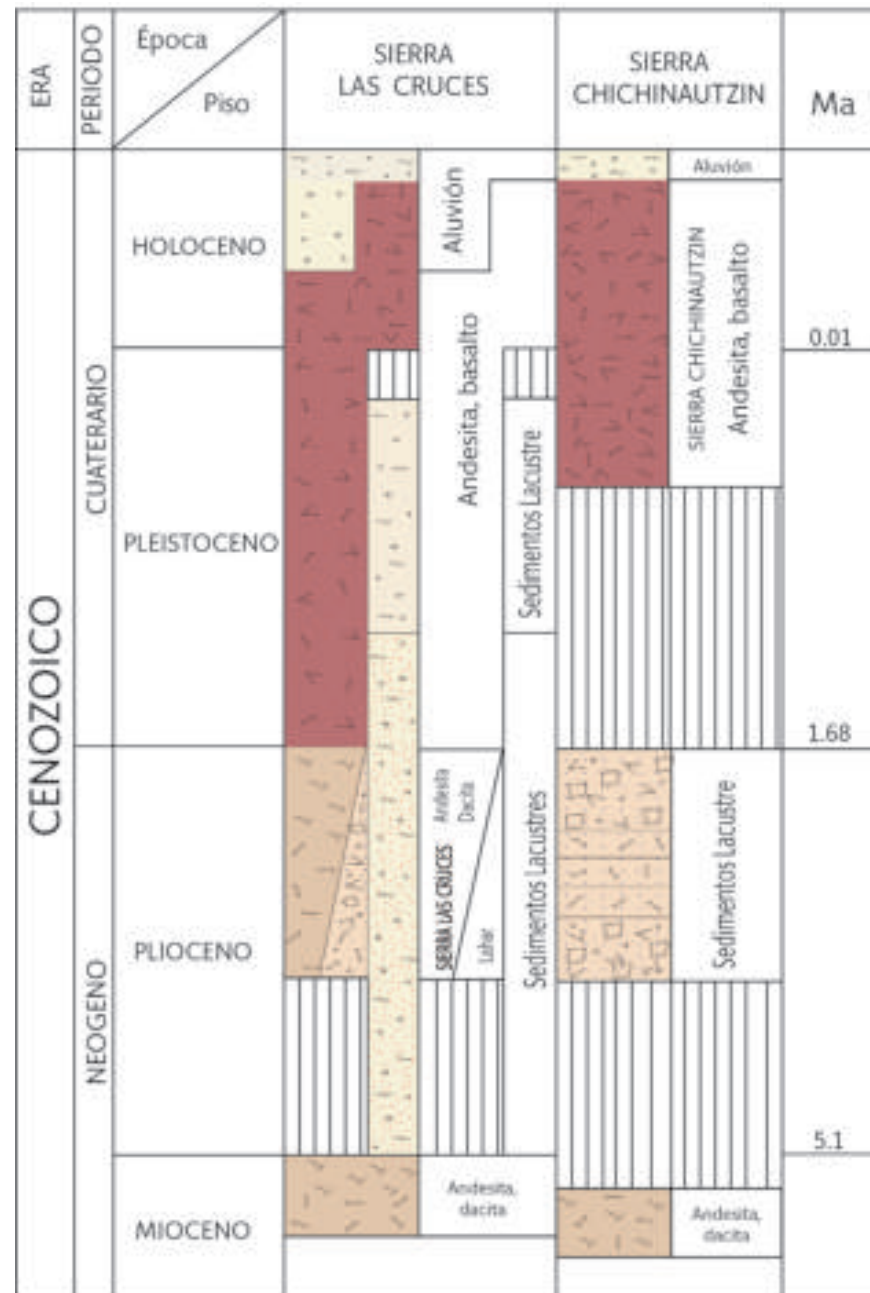 ERA
PERIODO
Época
Piso
SIERRA
LAS CRUCES
SIERRA
CHICHINAUTZIN
Ma
CENOZOICO
CUATERARIO
NEOGENO
HOLOCENO
PLEISTOCENO
PLIOCENO
MIOCENO
Aluvión
Andesita, basalto
Sedimentos Lacustre
SIERRA LAS CRUCES
Andesita
Dacita
Lahar
Sedimentos Lacustres
Andesita,
dacita
Aluvión
SIERRA CHICHINAUTZIN
Andesita, basalto
Sedimentos Lacustre
Andesita,
dacita
0.01
1.68
5.1